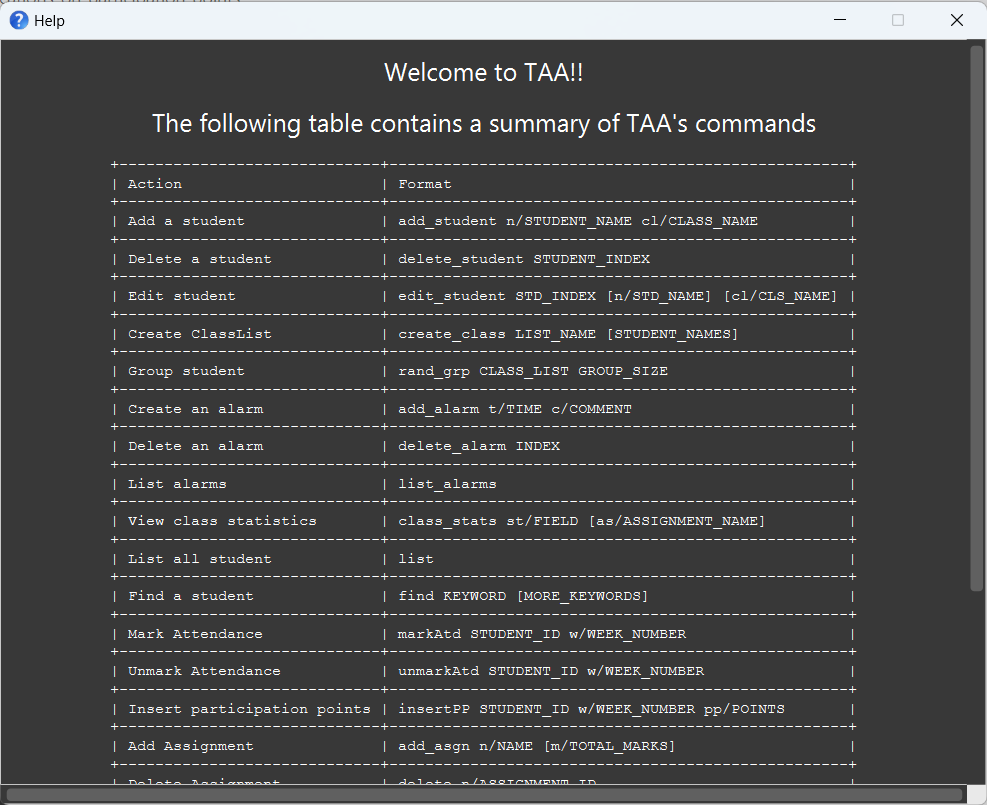 Help
Welcome to TAA!!
The following table contains a summary of TAA's commands
+-----------------------------+---------------------------------------------------+
| Action                      | Format                                            |
+-----------------------------+---------------------------------------------------+
| Add a student               | add_student n/STUDENT_NAME cl/CLASS_NAME          |
+-----------------------------+---------------------------------------------------+
| Delete a student            | delete_student STUDENT_INDEX                      |
+-----------------------------+---------------------------------------------------+
| Edit student                | edit_student STD_INDEX [n/STD_NAME] [cl/CLS_NAME] |
+-----------------------------+---------------------------------------------------+
| Create ClassList            | create_class LIST_NAME [STUDENT_NAMES]            |
+-----------------------------+---------------------------------------------------+
| Group student               | rand_grp CLASS_LIST GROUP_SIZE                    |
+-----------------------------+---------------------------------------------------+
| Create an alarm             | add_alarm t/TIME c/COMMENT                        |
+-----------------------------+---------------------------------------------------+
| Delete an alarm             | delete_alarm INDEX                                |
+-----------------------------+---------------------------------------------------+
| List alarms                 | list_alarms                                       |
+-----------------------------+---------------------------------------------------+
| View class statistics       | class_stats st/FIELD [as/ASSIGNMENT_NAME]         |
+-----------------------------+---------------------------------------------------+
| List all student            | list                                              |
+-----------------------------+---------------------------------------------------+
| Find a student              | find KEYWORD [MORE_KEYWORDS]                      |
+-----------------------------+---------------------------------------------------+
| Mark Attendance             | markAtd STUDENT_ID w/WEEK_NUMBER                  |
+-----------------------------+---------------------------------------------------+
| Unmark Attendance           | unmarkAtd STUDENT_ID w/WEEK_NUMBER                |
+-----------------------------+---------------------------------------------------+
| Insert participation points | insertPP STUDENT_ID w/WEEK_NUMBER pp/POINTS       |
+-----------------------------+---------------------------------------------------+
| Add Assignment              | add_asgn n/NAME [m/TOTAL_MARKS]                   |
+-----------------------------+---------------------------------------------------+
| Delete Assignment           | delete n/ASSIGNMENT_ID                            |